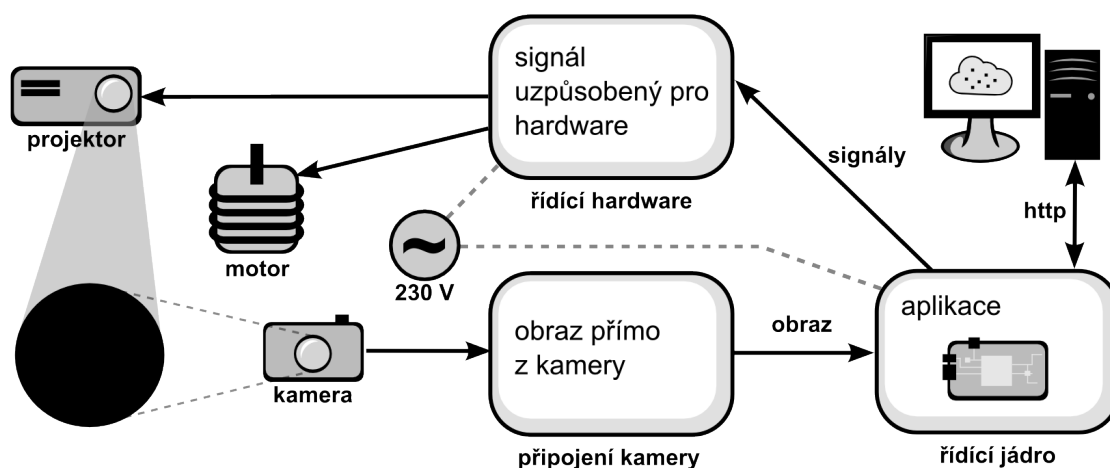 signál
uzpůsobený pro
hardware
projektor
signály
řídící hardware
http
motor
230 V
aplikace
obraz přímo
z kamery
obraz
kamera
připojení kamery
řídící jádro